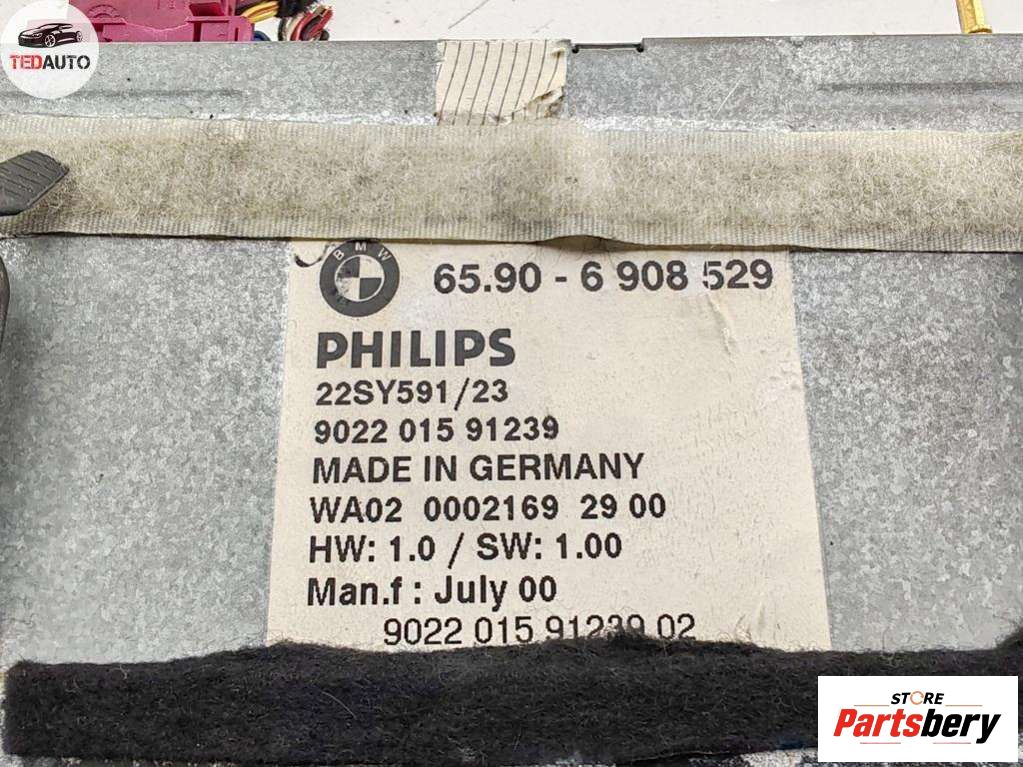 TEDAUTO
BMW
65.90 - 6 908 529
PHILIPS
22SY591/23
9022 015 91239
MADE IN GERMANY
WA02 0002169 29 00
HW: 1.0 / SW: 1.00
Man.f : July 00
9022 015 91239 02
STORE
Partsbery